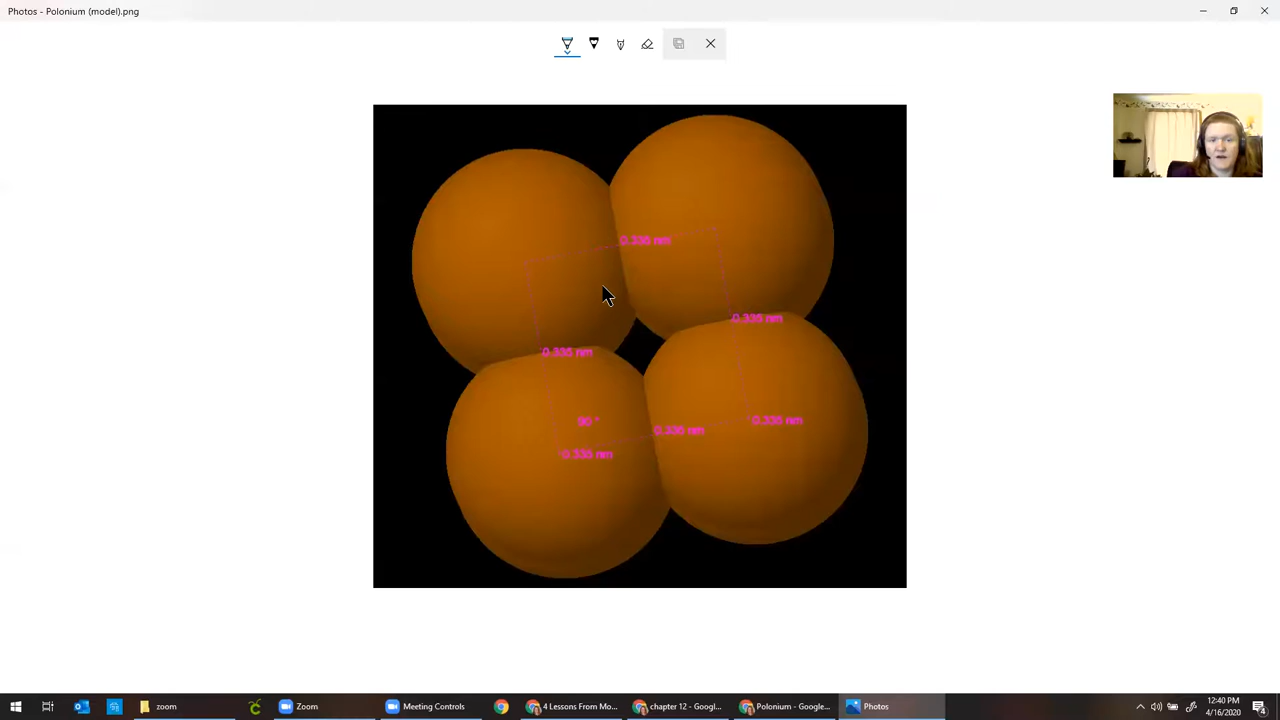 Photos - Polonium (model).png
0.335 nm
0.335 nm
0.335 nm
90 °
0.335 nm
0.335 nm
0.335 nm
zoom
Zoom
Meeting Controls
4 Lessons From Mo...
chapter 12 - Googl...
Polonium - Google...
Photos
12:40 PM
4/16/2020